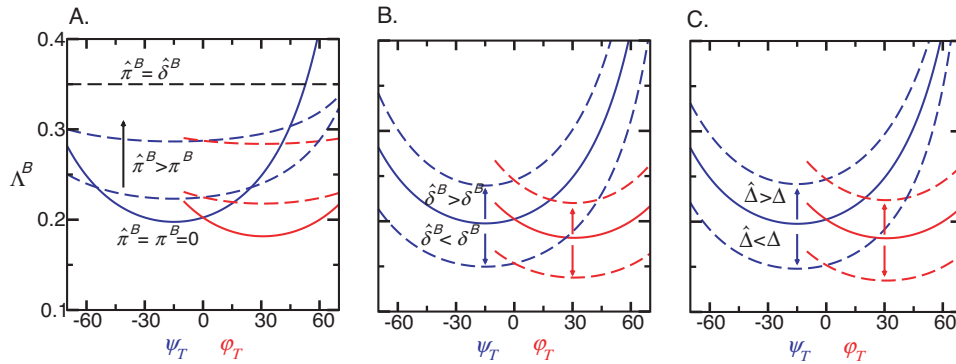 A.
B.
C.
0.4
0.3
0.2
0.1
Λ^B
π̂^B = δ̂^B
π̂^B > π^B
π̂^B = π^B = 0
-60 -30 0 30 60
ψ_T φ_T
δ̂^B > δ^B
δ̂^B < δ^B
-60 -30 0 30 60
ψ_T φ_T
Δ̂ > Δ
Δ̂ < Δ
-60 -30 0 30 60
ψ_T φ_T